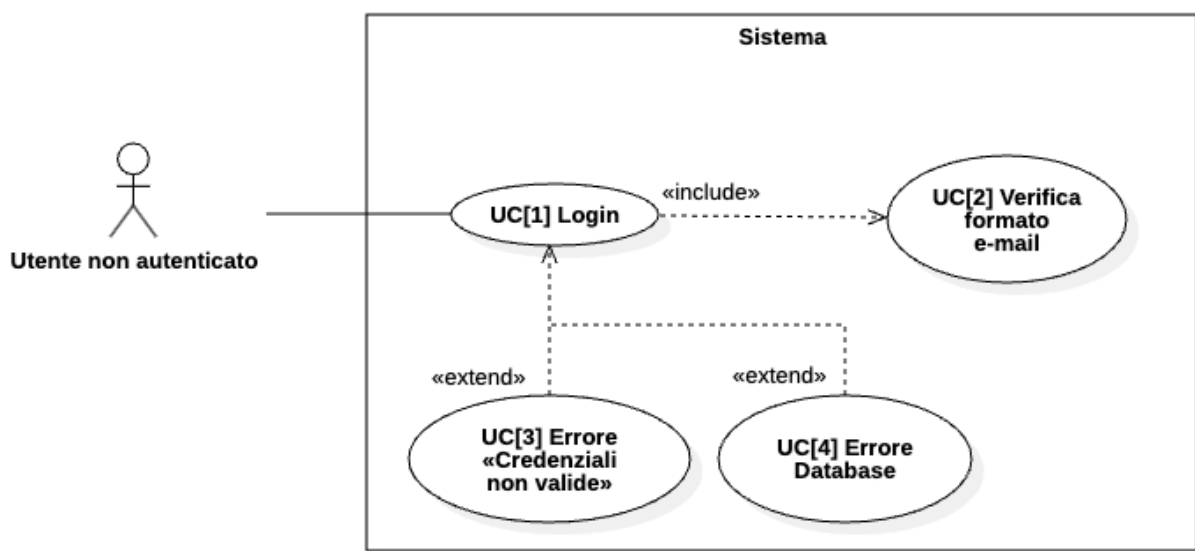 Sistema
Utente non autenticato
UC[1] Login
«include»
UC[2] Verifica
formato
e-mail
«extend»
«extend»
UC[3] Errore
«Credenziali
non valide»
UC[4] Errore
Database